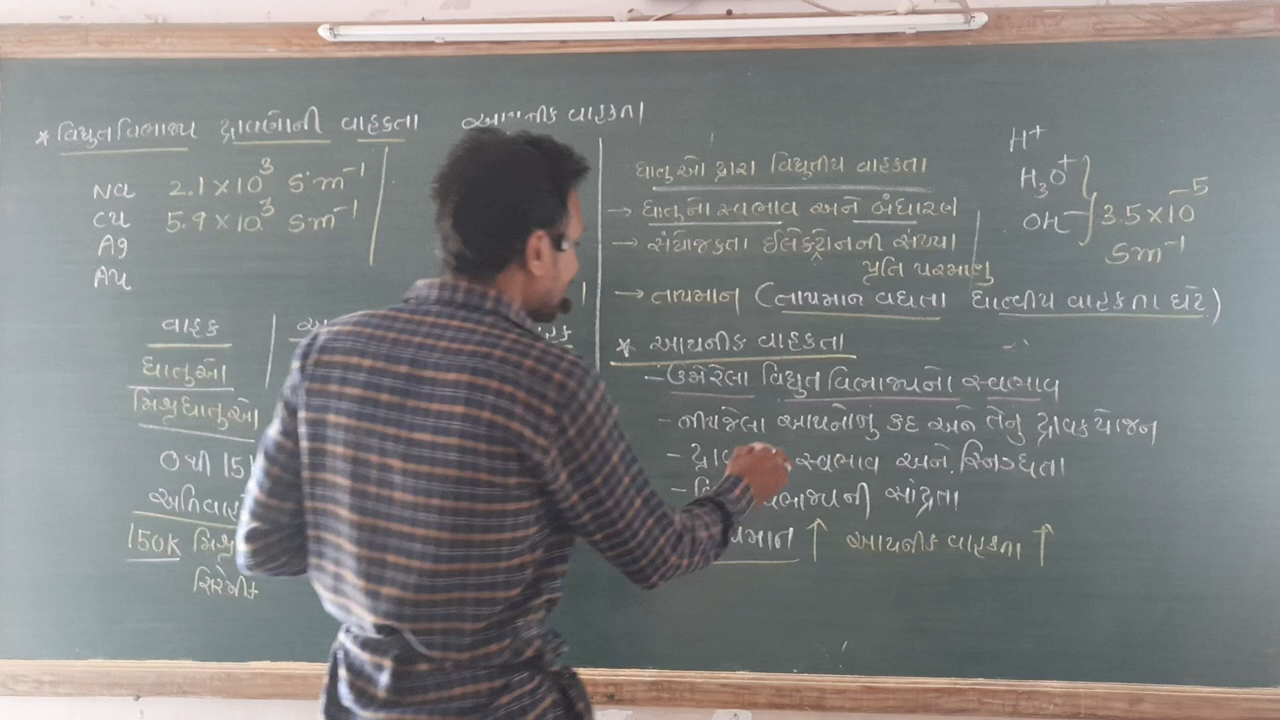 * વિદ્યુતવિભાજ્ય દ્રાવણોની વાહકતા
આયનીક વાહકતા
Na 2.1×10³ S m⁻¹
Cu 5.9×10³ S m⁻¹
Ag
Au
વાહક
ધાતુઓ
મિશ્રધાતુઓ
0 થી 15
150K
સિરેમીક
ધાતુઓ દ્વારા વિદ્યુતીય વાહકતા
→ ધાતુનો સ્વભાવ અને બંધારણ
→ સંયોજકતા ઈલેક્ટ્રોનની સંખ્યા
પ્રતિ પરમાણુ
→ તાપમાન (તાપમાન વધતા ધાત્વીય વાહકતા ઘટે)
* આયનીક વાહકતા
- ઉમેરેલા વિદ્યુત વિભાજ્યનો સ્વભાવ
- નીપજેલા આયનોનું કદ અને તેનું દ્રાવકયોજન
- સ્વભાવ અને સ્નિગ્ધતા
- સાંદ્રતા
↑ આયનીક વાહકતા ↑
H⁺
H₃O⁺
OH⁻ } 3.5×10⁻⁵
Sm⁻¹